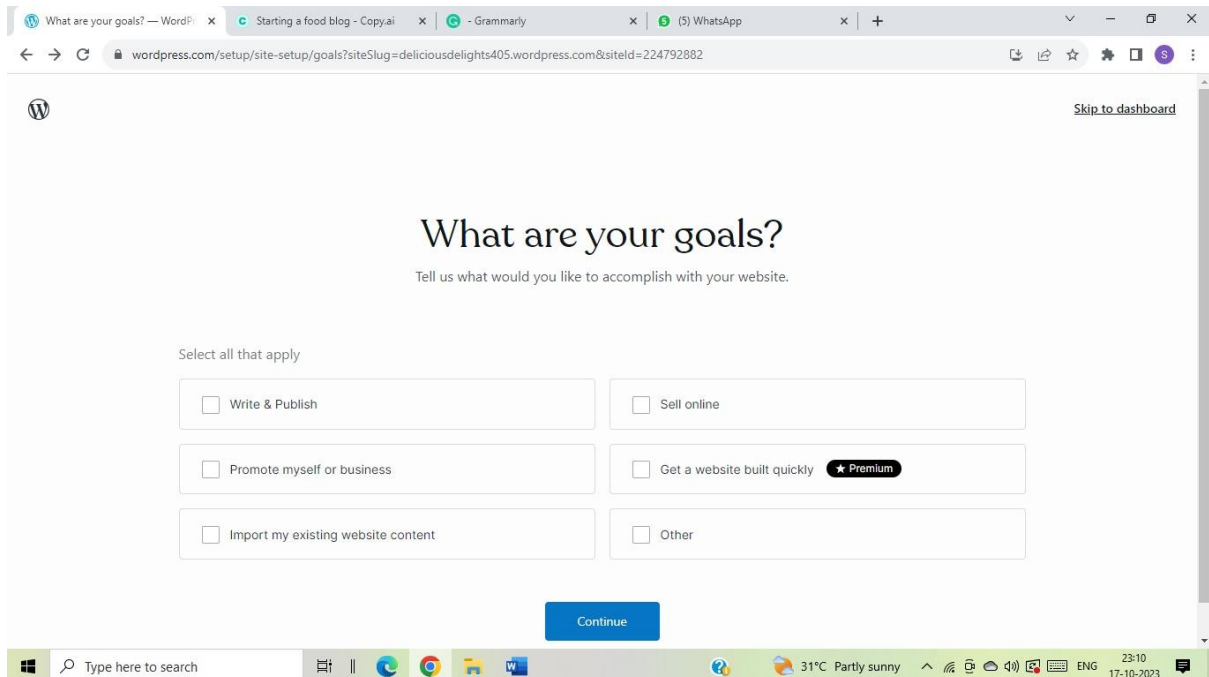 What are your goals? — WordPr
Starting a food blog - Copy.ai
- Grammarly
(5) WhatsApp
wordpress.com/setup/site-setup/goals?siteSlug=deliciousdelights405.wordpress.com&siteId=224792882
S
Skip to dashboard
What are your goals?
Tell us what would you like to accomplish with your website.
Select all that apply
Write & Publish
Sell online
Promote myself or business
Get a website built quickly ★ Premium
Import my existing website content
Other
Continue
Type here to search
31°C Partly sunny
ENG
23:10
17-10-2023